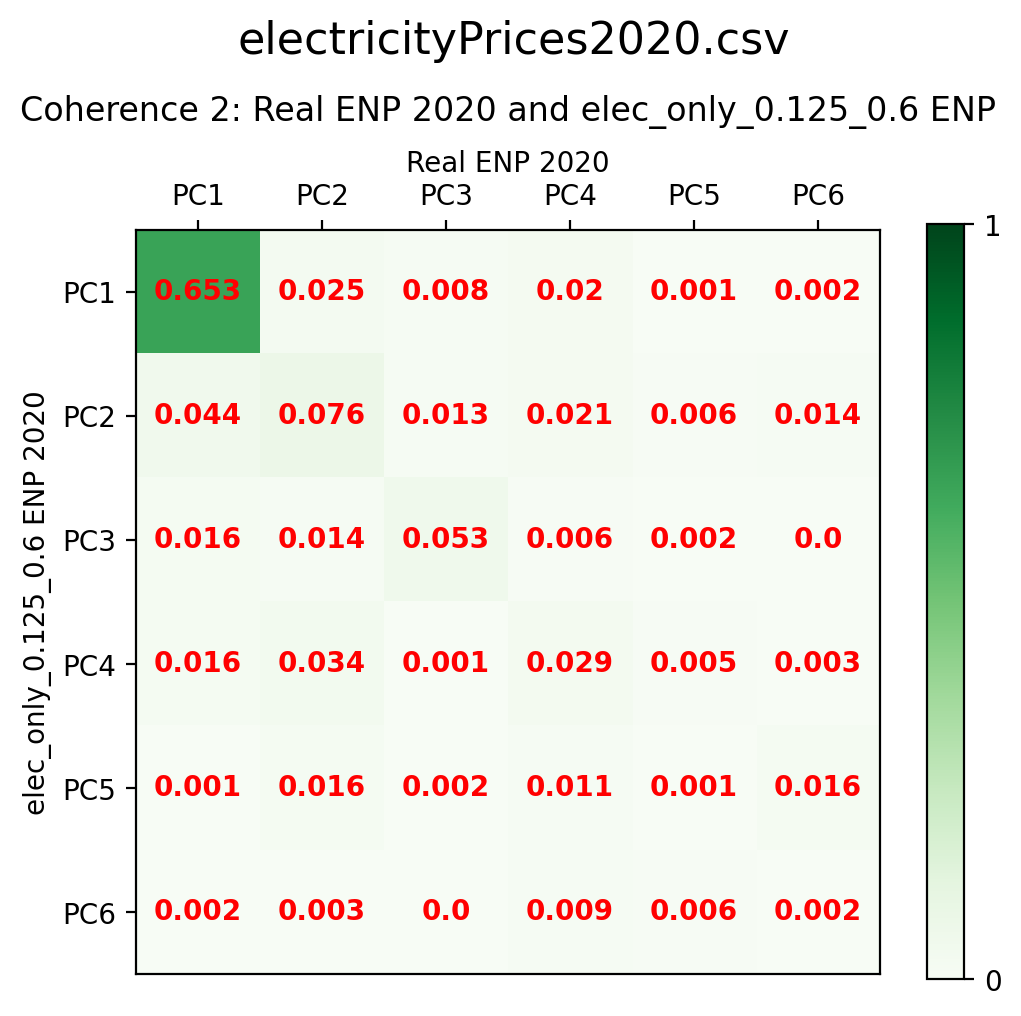 electricityPrices2020.csv
Coherence 2: Real ENP 2020 and elec_only_0.125_0.6 ENP
Real ENP 2020
PC1 PC2 PC3 PC4 PC5 PC6
elec_only_0.125_0.6 ENP 2020
PC1 0.653 0.025 0.008 0.02 0.001 0.002
PC2 0.044 0.076 0.013 0.021 0.006 0.014
PC3 0.016 0.014 0.053 0.006 0.002 0.0
PC4 0.016 0.034 0.001 0.029 0.005 0.003
PC5 0.001 0.016 0.002 0.011 0.001 0.016
PC6 0.002 0.003 0.0 0.009 0.006 0.002
1
0